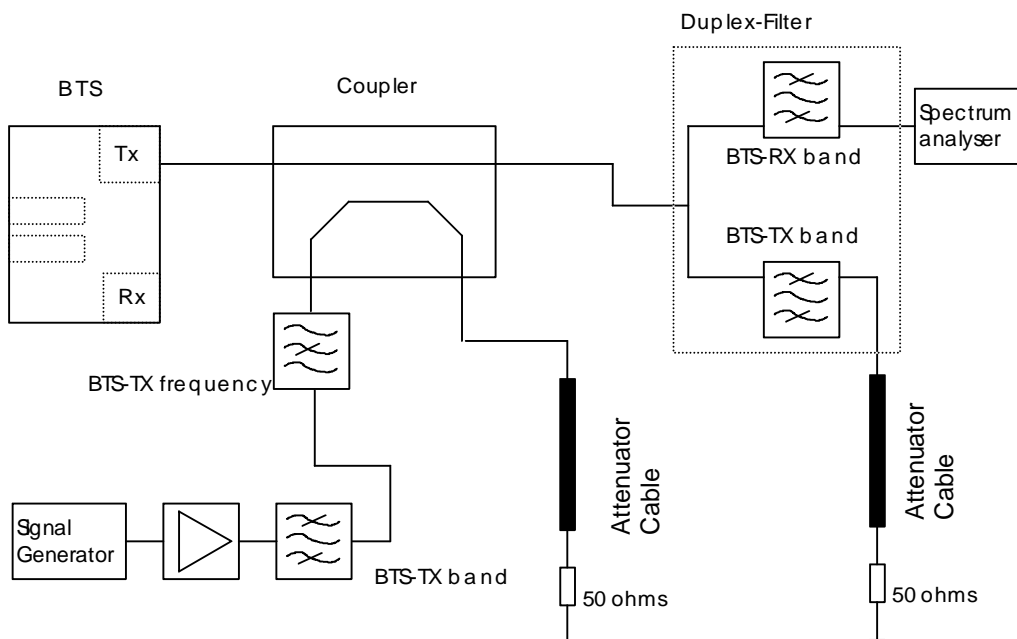 Duplex-Filter
BTS
Coupler
Tx
Spectrum
analyser
BTS-RX band
BTS-TX band
Rx
BTS-TX frequency
Attenuator
Cable
Attenuator
Cable
Signal
Generator
BTS-TX band
50 ohms
50 ohms